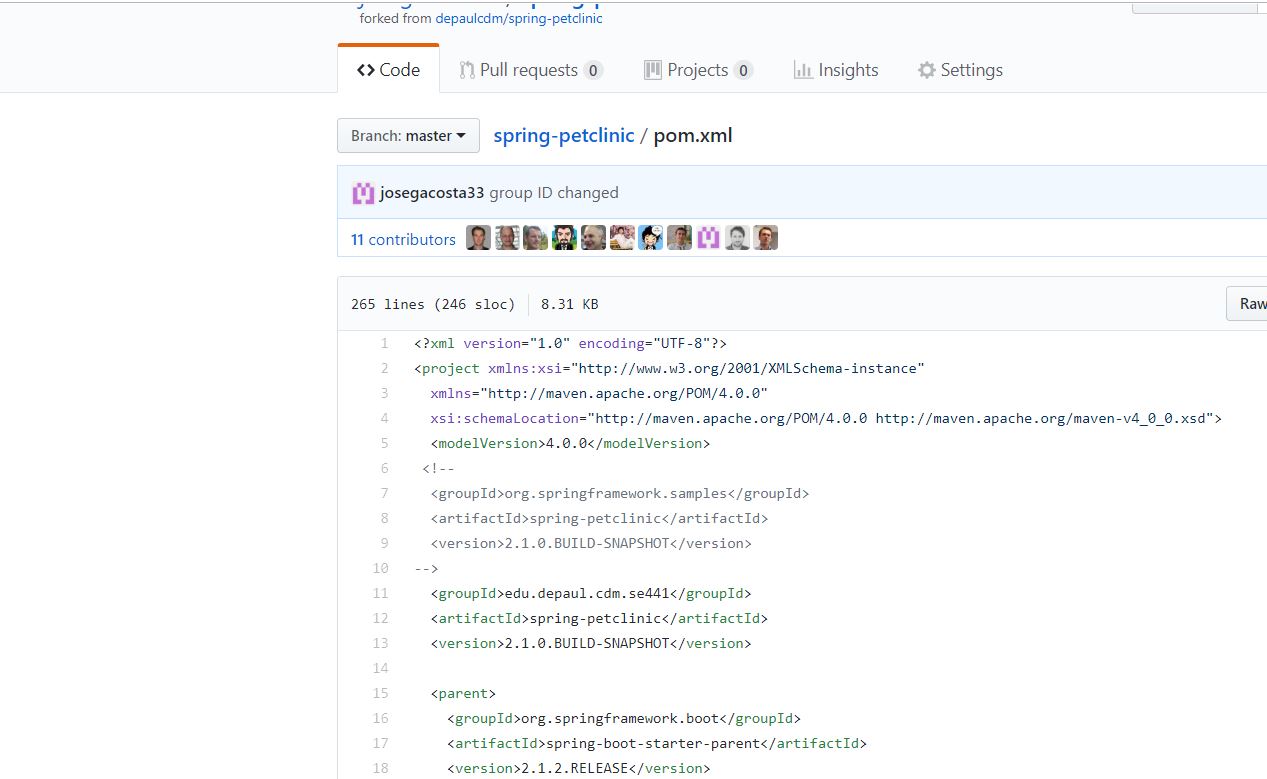 forked from depaulcdm/spring-petclinic
Code Pull requests 0 Projects 0 Insights Settings
Branch: master spring-petclinic / pom.xml
josegacosta33 group ID changed
11 contributors
265 lines (246 sloc) 8.31 KB Raw
1 <?xml version="1.0" encoding="UTF-8"?>
2 <project xmlns:xsi="http://www.w3.org/2001/XMLSchema-instance"
3 xmlns="http://maven.apache.org/POM/4.0.0"
4 xsi:schemaLocation="http://maven.apache.org/POM/4.0.0 http://maven.apache.org/maven-v4_0_0.xsd">
5 <modelVersion>4.0.0</modelVersion>
6 <!--
7 <groupId>org.springframework.samples</groupId>
8 <artifactId>spring-petclinic</artifactId>
9 <version>2.1.0.BUILD-SNAPSHOT</version>
10 -->
11 <groupId>edu.depaul.cdm.se441</groupId>
12 <artifactId>spring-petclinic</artifactId>
13 <version>2.1.0.BUILD-SNAPSHOT</version>
14
15 <parent>
16 <groupId>org.springframework.boot</groupId>
17 <artifactId>spring-boot-starter-parent</artifactId>
18 <version>2.1.2.RELEASE</version>